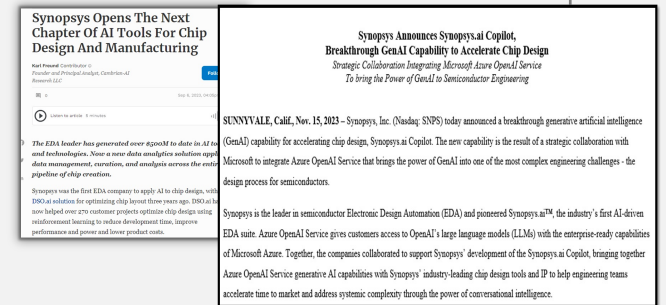 Synopsys Opens The Next
Chapter Of AI Tools For Chip
Design And Manufacturing
Karl Freund Contributor
Founder and Principal Analyst, Cambrian-AI
Research LLC
Listen to article 5 minutes
The EDA leader has generated over $500M to date in AI
and technologies. Now a new data analytics solution
data management, curation, and analysis across the
pipeline of chip creation.
Synopsys was the first EDA company to apply AI to chip design,
DSO.ai solution for optimizing chip layout three years ago. DSO.ai
now helped over 270 customer projects optimize chip design using
reinforcement learning to reduce development time, improve
performance and power and lower product costs.
Synopsys Announces Synopsys.ai Copilot,
Breakthrough GenAI Capability to Accelerate Chip Design
Strategic Collaboration Integrating Microsoft Azure OpenAI Service
To bring the Power of GenAI to Semiconductor Engineering
SUNNYVALE, Calif., Nov. 15, 2023 – Synopsys, Inc. (Nasdaq: SNPS) today announced a breakthrough generative artificial intelligence
(GenAI) capability for accelerating chip design, Synopsys.ai Copilot. The new capability is the result of a strategic collaboration with
Microsoft to integrate Azure OpenAI Service that brings the power of GenAI into one of the most complex engineering challenges - the
design process for semiconductors.
Synopsys is the leader in semiconductor Electronic Design Automation (EDA) and pioneered Synopsys.ai™, the industry's first AI-driven
EDA suite. Azure OpenAI Service gives customers access to OpenAI's large language models (LLMs) with the enterprise-ready capabilities
of Microsoft Azure. Together, the companies collaborated to support Synopsys' development of the Synopsys.ai Copilot, bringing together
Azure OpenAI Service generative AI capabilities with Synopsys' industry-leading chip design tools and IP to help engineering teams
accelerate time to market and address systemic complexity through the power of conversational intelligence.